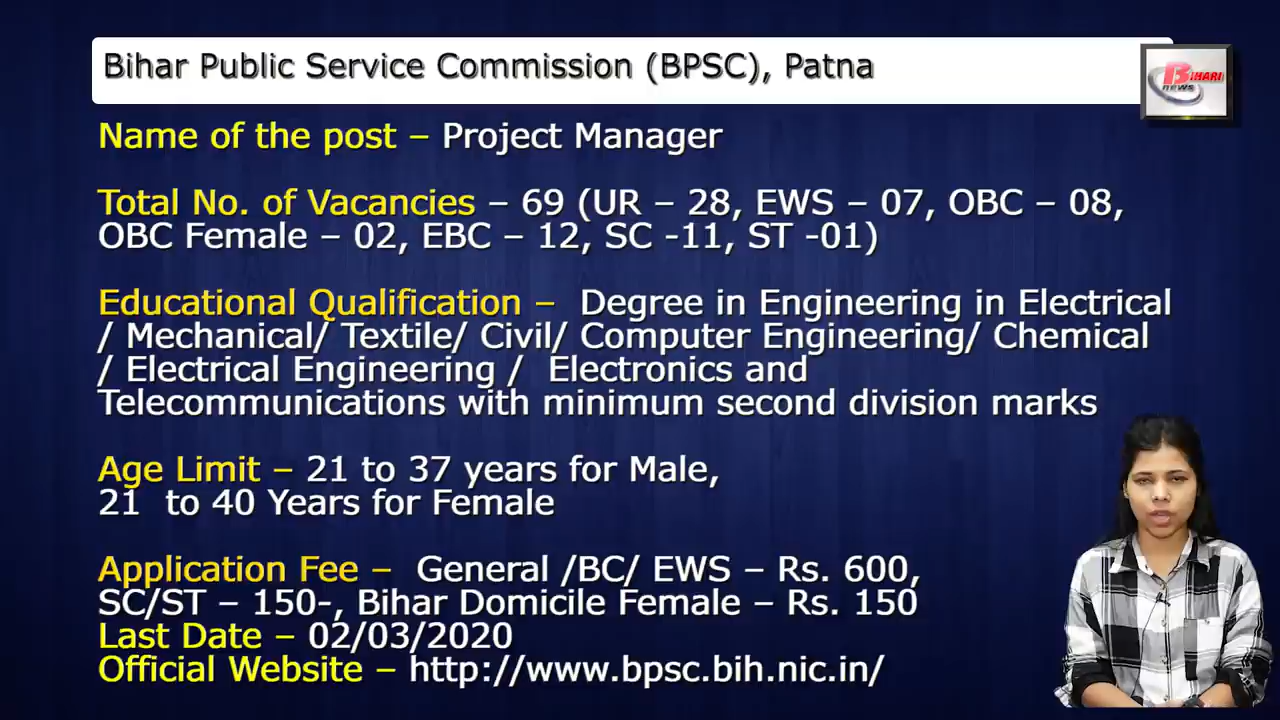 Bihar Public Service Commission (BPSC), Patna
BIHARI
NEWS
Name of the post – Project Manager
Total No. of Vacancies – 69 (UR – 28, EWS – 07, OBC – 08,
OBC Female – 02, EBC – 12, SC -11, ST -01)
Educational Qualification – Degree in Engineering in Electrical
/ Mechanical/ Textile/ Civil/ Computer Engineering/ Chemical
/ Electrical Engineering / Electronics and
Telecommunications with minimum second division marks
Age Limit – 21 to 37 years for Male,
21 to 40 Years for Female
Application Fee – General /BC/ EWS – Rs. 600,
SC/ST – 150-, Bihar Domicile Female – Rs. 150
Last Date – 02/03/2020
Official Website – http://www.bpsc.bih.nic.in/